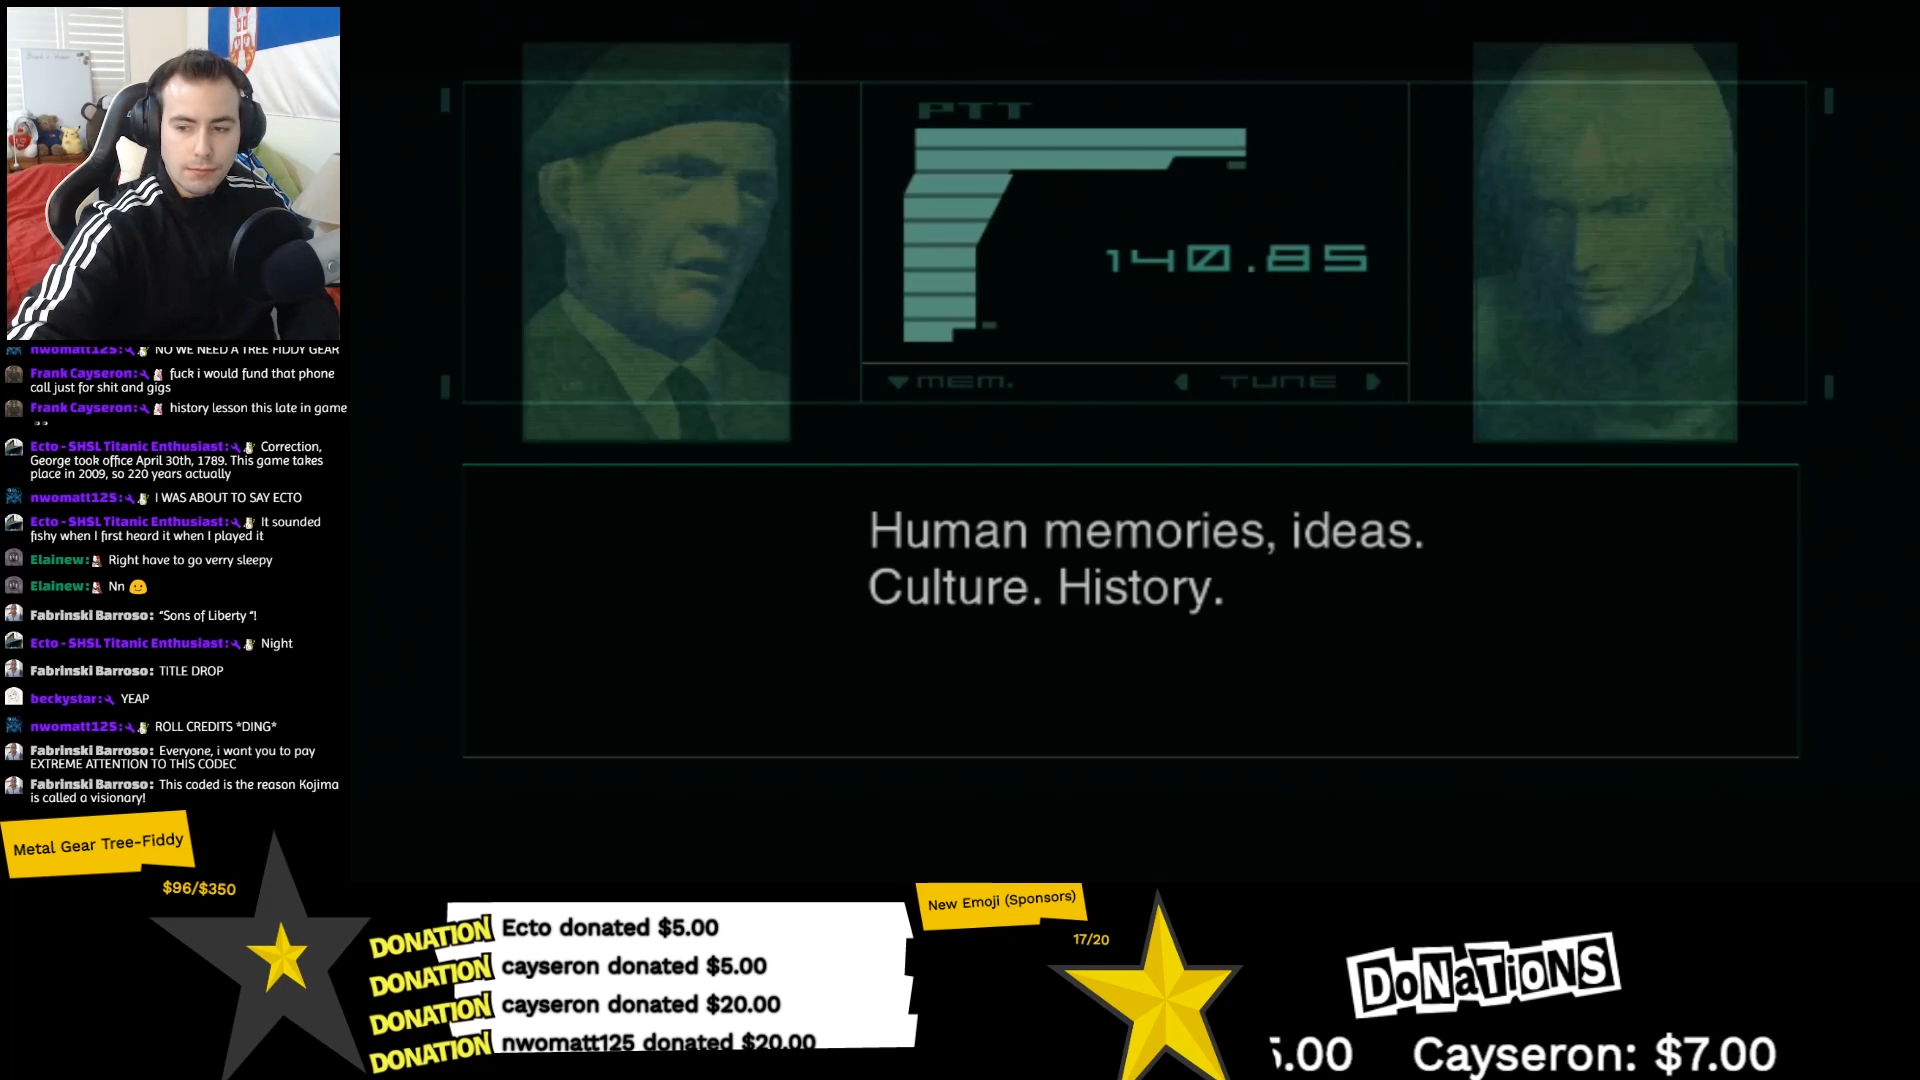 nwomatt125: NO WE NEED A TREE FIDDY GEAR
Frank Cayseron: fuck i would fund that phone
call just for shit and gigs
Frank Cayseron: history lesson this late in game
Ecto - SHSL Titanic Enthusiast: Correction,
George took office April 30th, 1789. This game takes
place in 2009, so 220 years actually
nwomatt125: I WAS ABOUT TO SAY ECTO
Ecto - SHSL Titanic Enthusiast: It sounded
fishy when I first heard it when I played it
Elainew: Right have to go verry sleepy
Elainew: Nn
Fabrinski Barroso: "Sons of Liberty "!
Ecto - SHSL Titanic Enthusiast: Night
Fabrinski Barroso: TITLE DROP
beckystar: YEAP
nwomatt125: ROLL CREDITS *DING*
Fabrinski Barroso: Everyone, i want you to pay
EXTREME ATTENTION TO THIS CODEC
Fabrinski Barroso: This coded is the reason Kojima
is called a visionary!
PTT
140.85
MEM.
TUNE
Human memories, ideas.
Culture. History.
Metal Gear Tree-Fiddy
$96/$350
DONATION Ecto donated $5.00
DONATION cayseron donated $5.00
DONATION cayseron donated $20.00
DONATION nwomatt125 donated $20.00
New Emoji (Sponsors)
17/20
DONATIONS
5.00 Cayseron: $7.00